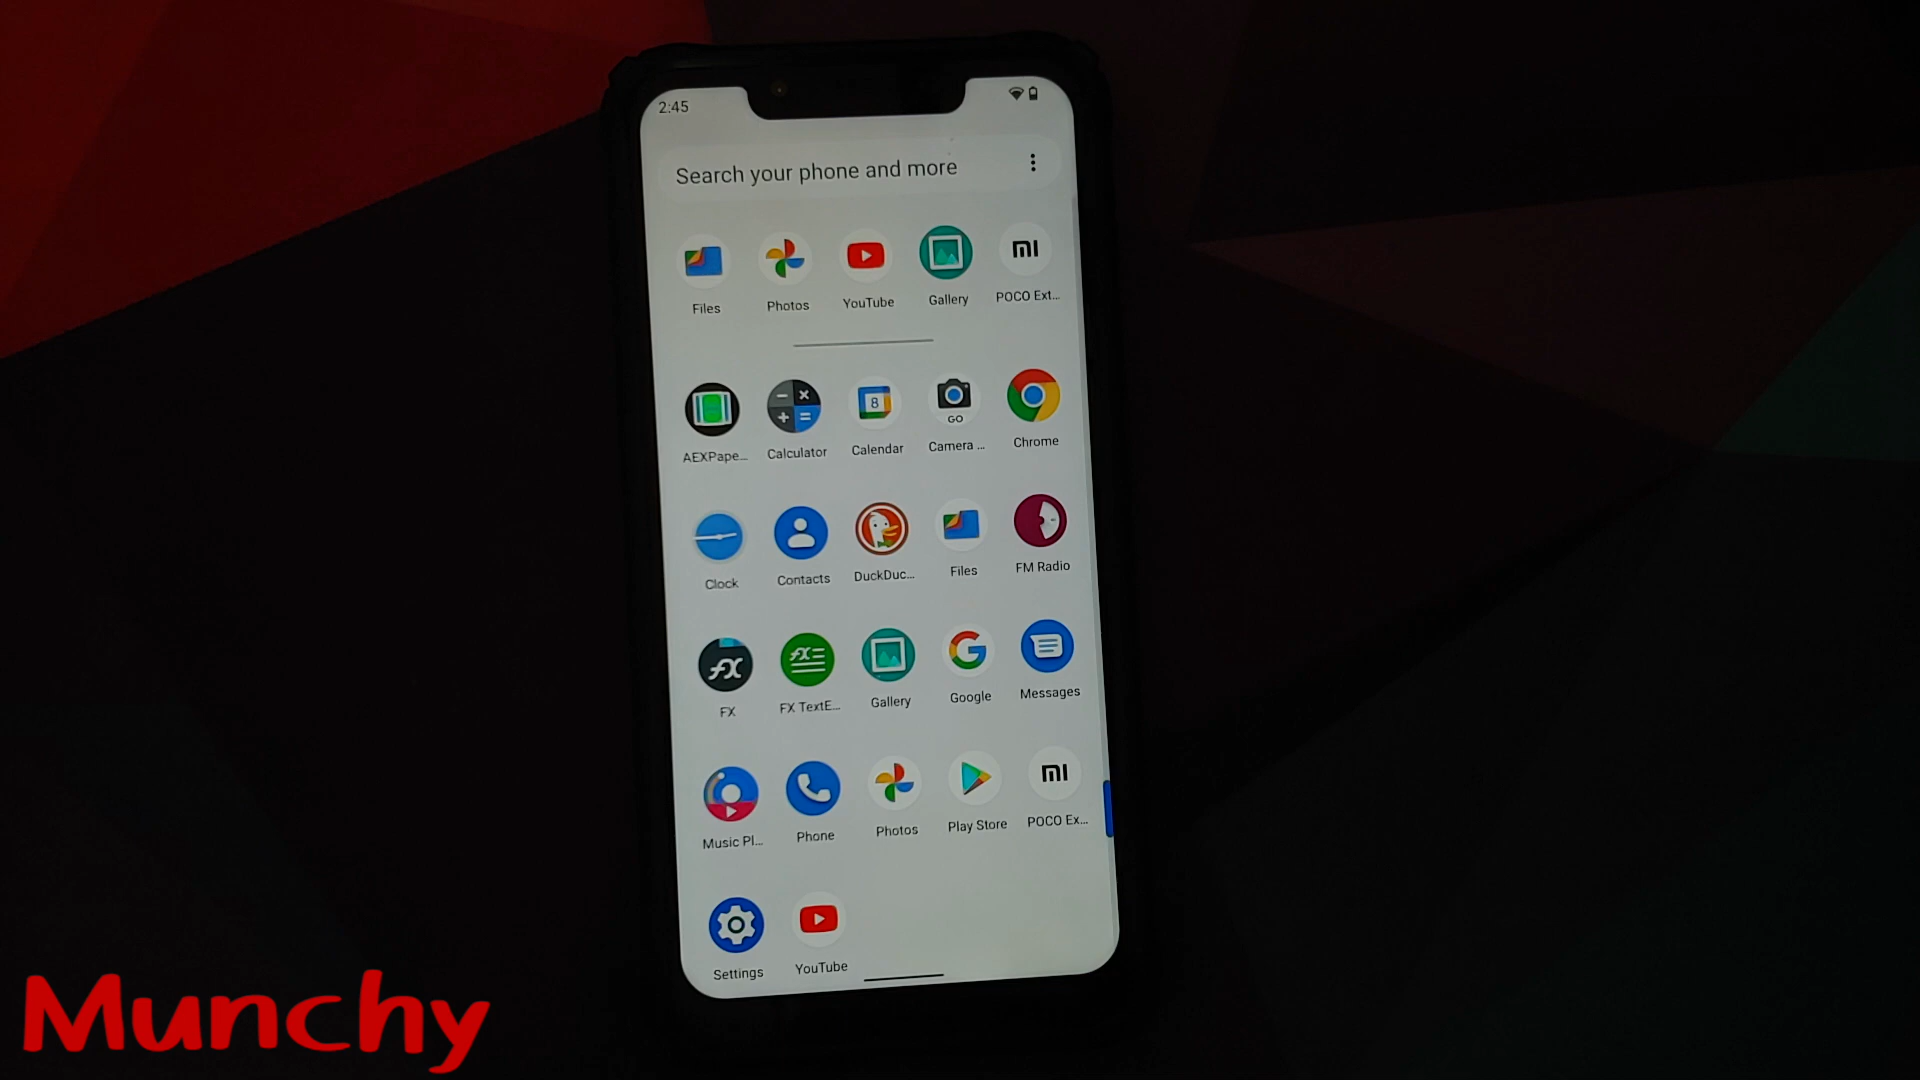 2:45
Search your phone and more
Files Photos YouTube Gallery POCO Ext...
AEXPape... Calculator Calendar Camera ... Chrome
8
GO
Clock Contacts DuckDuc... Files FM Radio
FX FX TextE... Gallery Google Messages
Music Pl... Phone Photos Play Store POCO Ex...
Settings YouTube
Munchy